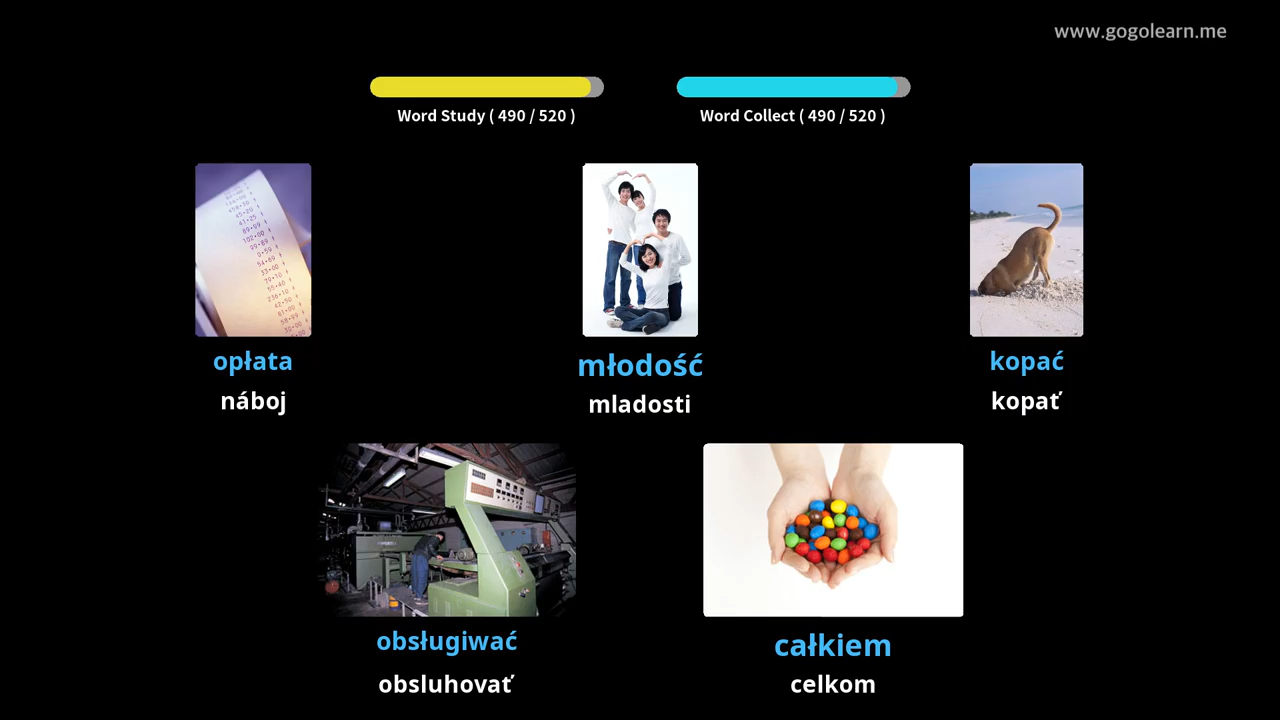 www.gogolearn.me
Word Study ( 490 / 520 )
Word Collect ( 490 / 520 )
opłata
náboj
młodość
mladosti
kopać
kopať
obsługiwać
obsluhovať
całkiem
celkom